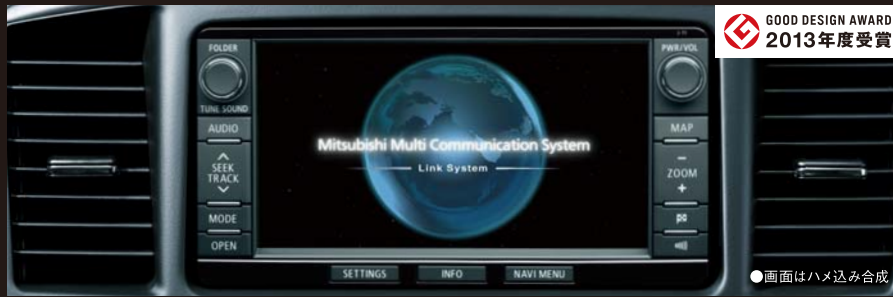 GOOD DESIGN AWARD
2013年度受賞
FOLDER
TUNE SOUND
AUDIO
SEEK
TRACK
MODE
OPEN
Mitsubishi Multi Communication System
Link System
PWR/VOL
MAP
ZOOM
SETTINGS
INFO
NAVI MENU
●画面はハメ込み合成